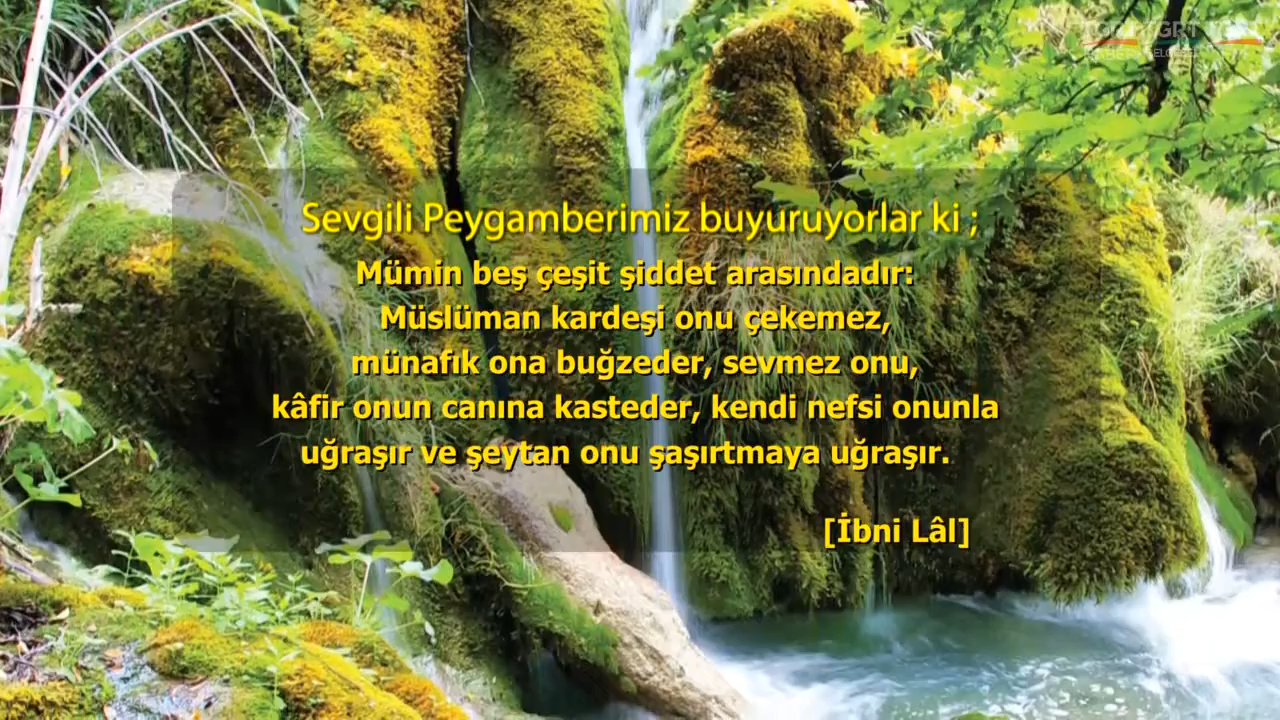 Sevgili Peygamberimiz buyuruyorlar ki ;
Mümin beş çeşit şiddet arasındadır:
Müslüman kardeşi onu çekemez,
münafık ona buğzeder, sevmez onu,
kâfir onun canına kasteder, kendi nefsi onunla
uğraşır ve şeytan onu şaşırtmaya uğraşır.
[İbni Lâl]